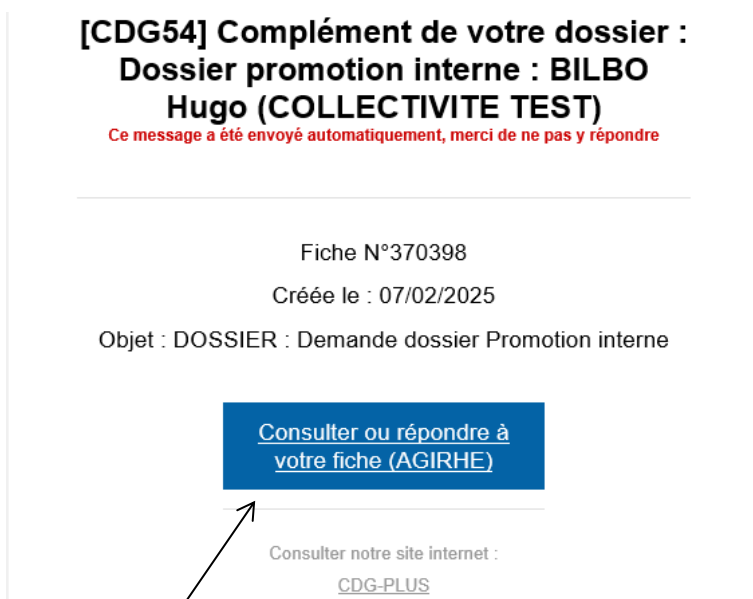 [CDG54] Complément de votre dossier :
Dossier promotion interne : BILBO
Hugo (COLLECTIVITE TEST)
Ce message a été envoyé automatiquement, merci de ne pas y répondre
Fiche N°370398
Créée le : 07/02/2025
Objet : DOSSIER : Demande dossier Promotion interne
Consulter ou répondre à
votre fiche (AGIRHE)
Consulter notre site internet :
CDG-PLUS